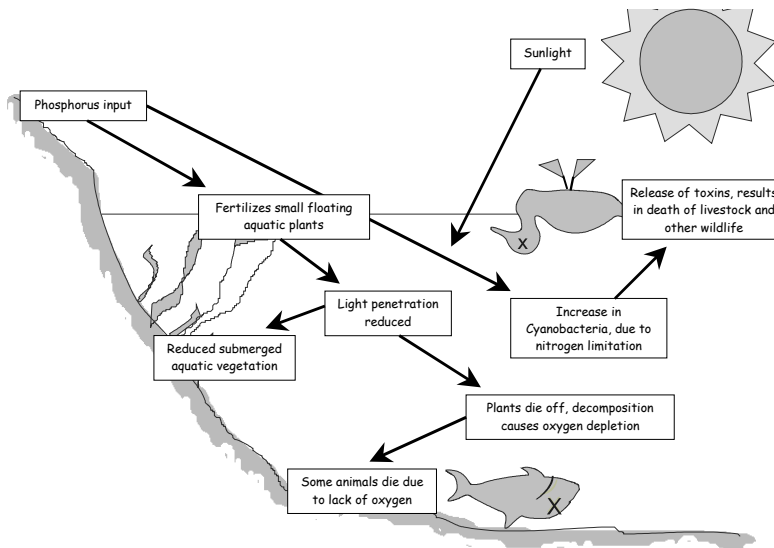 Sunlight
Phosphorus input
Fertilizes small floating
aquatic plants
Release of toxins, results
in death of livestock and
other wildlife
X
Light penetration
reduced
Increase in
Cyanobacteria, due to
nitrogen limitation
Reduced submerged
aquatic vegetation
Plants die off, decomposition
causes oxygen depletion
Some animals die due
to lack of oxygen
X